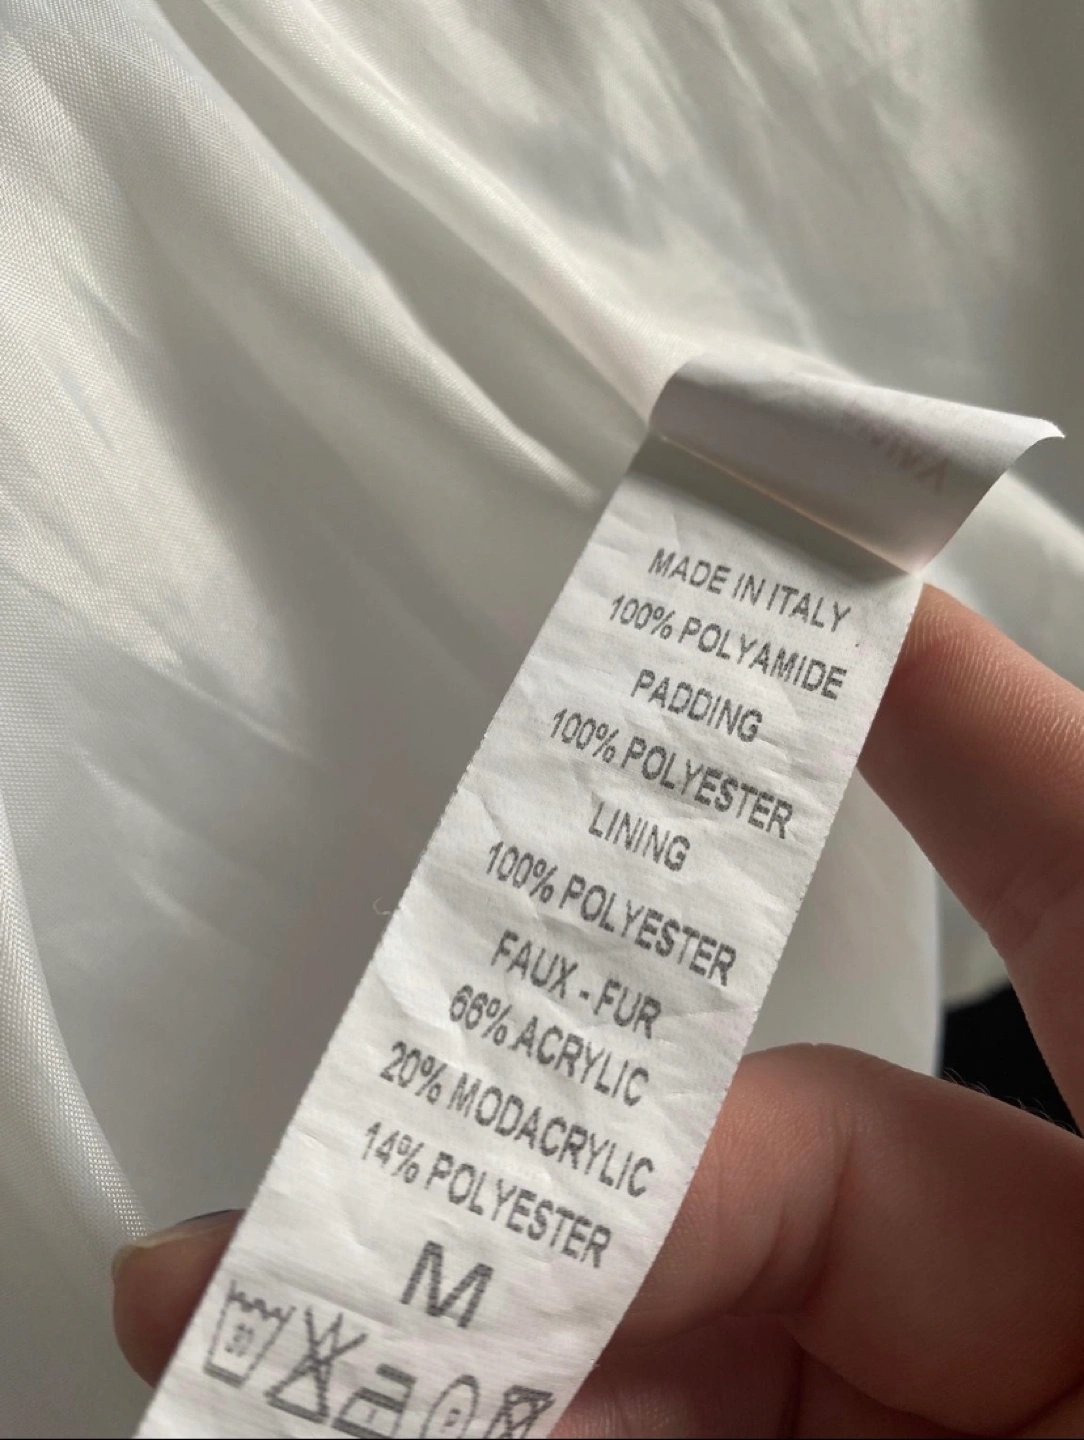 MADE IN ITALY
100% POLYAMIDE
PADDING
100% POLYESTER
LINING
100% POLYESTER
FAUX - FUR
66% ACRYLIC
20% MODACRYLIC
14% POLYESTER
M
30
P